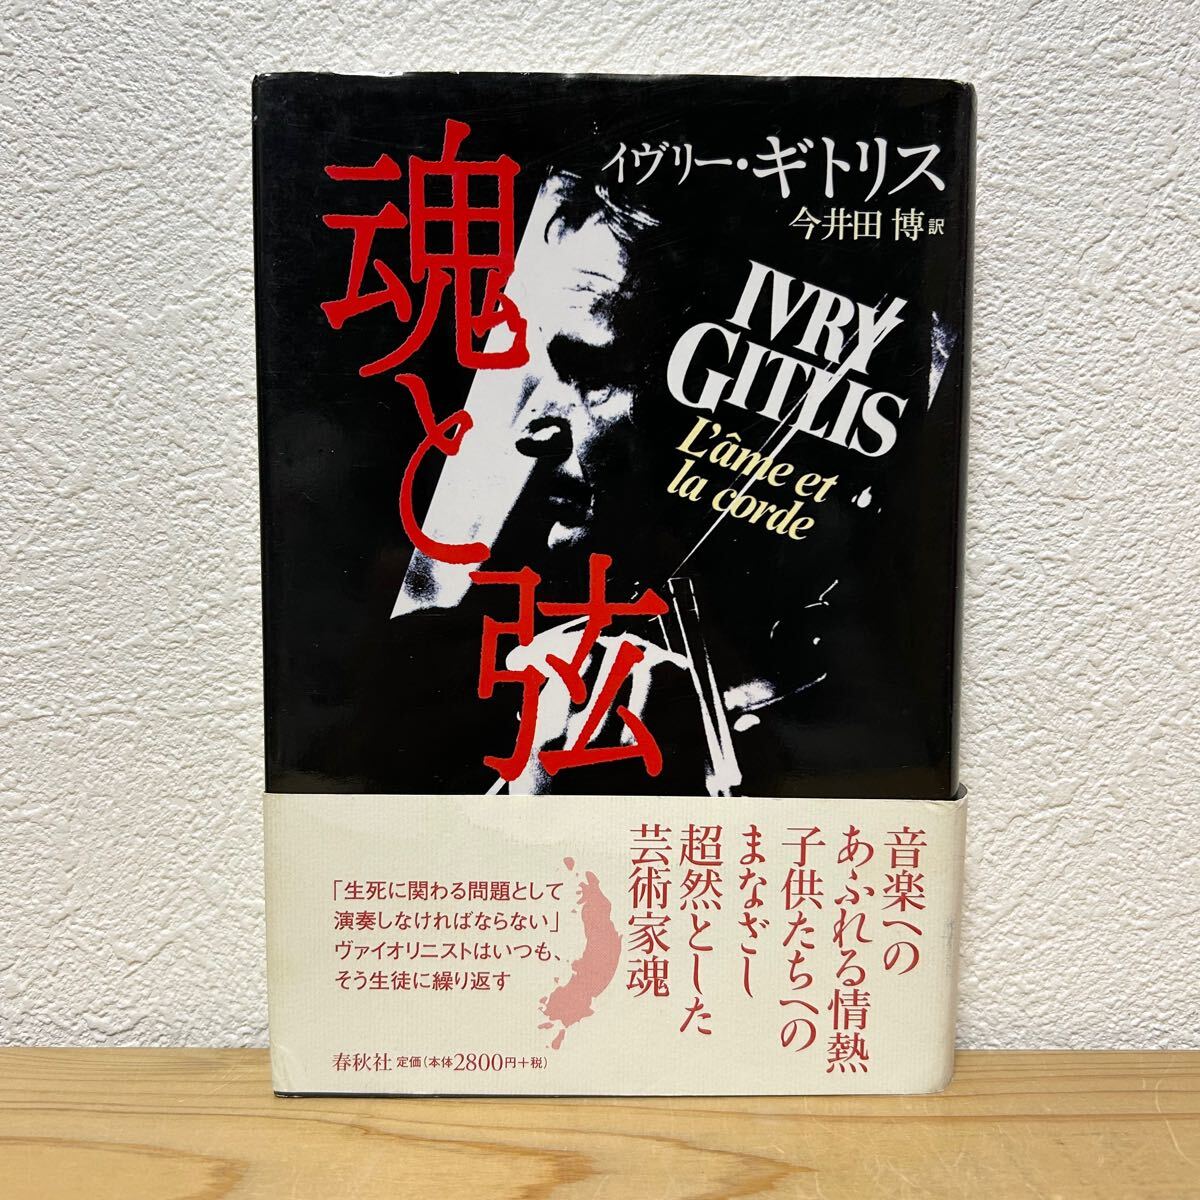 イヴリー・ギトリス
今井田 博 訳
魂と弦
IVRY
GITLIS
L'âme et
la corde
音楽への
あふれる情熱
子供たちへの
まなざし
超然とした
芸術家魂
「生死に関わる問題として
演奏しなければならない」
ヴァイオリニストはいつも、
そう生徒に繰り返す
春秋社 定価(本体2800円+税)